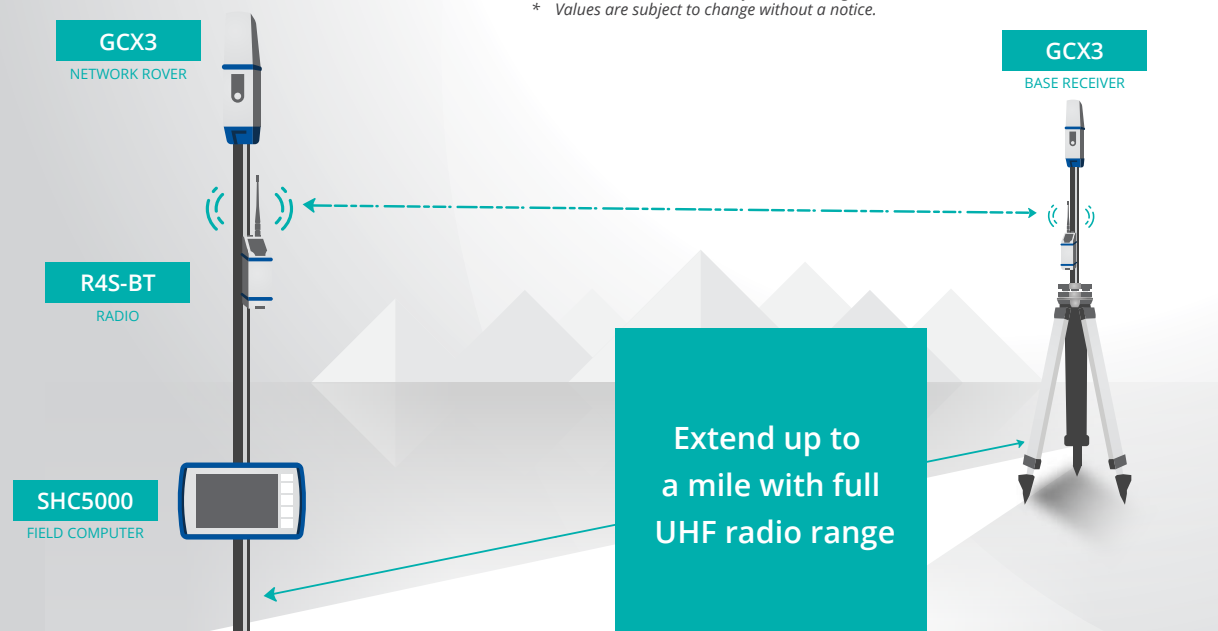 * Values are subject to change without a notice.
GCX3
NETWORK ROVER
GCX3
BASE RECEIVER
R4S-BT
RADIO
Extend up to
a mile with full
UHF radio range
SHC5000
FIELD COMPUTER